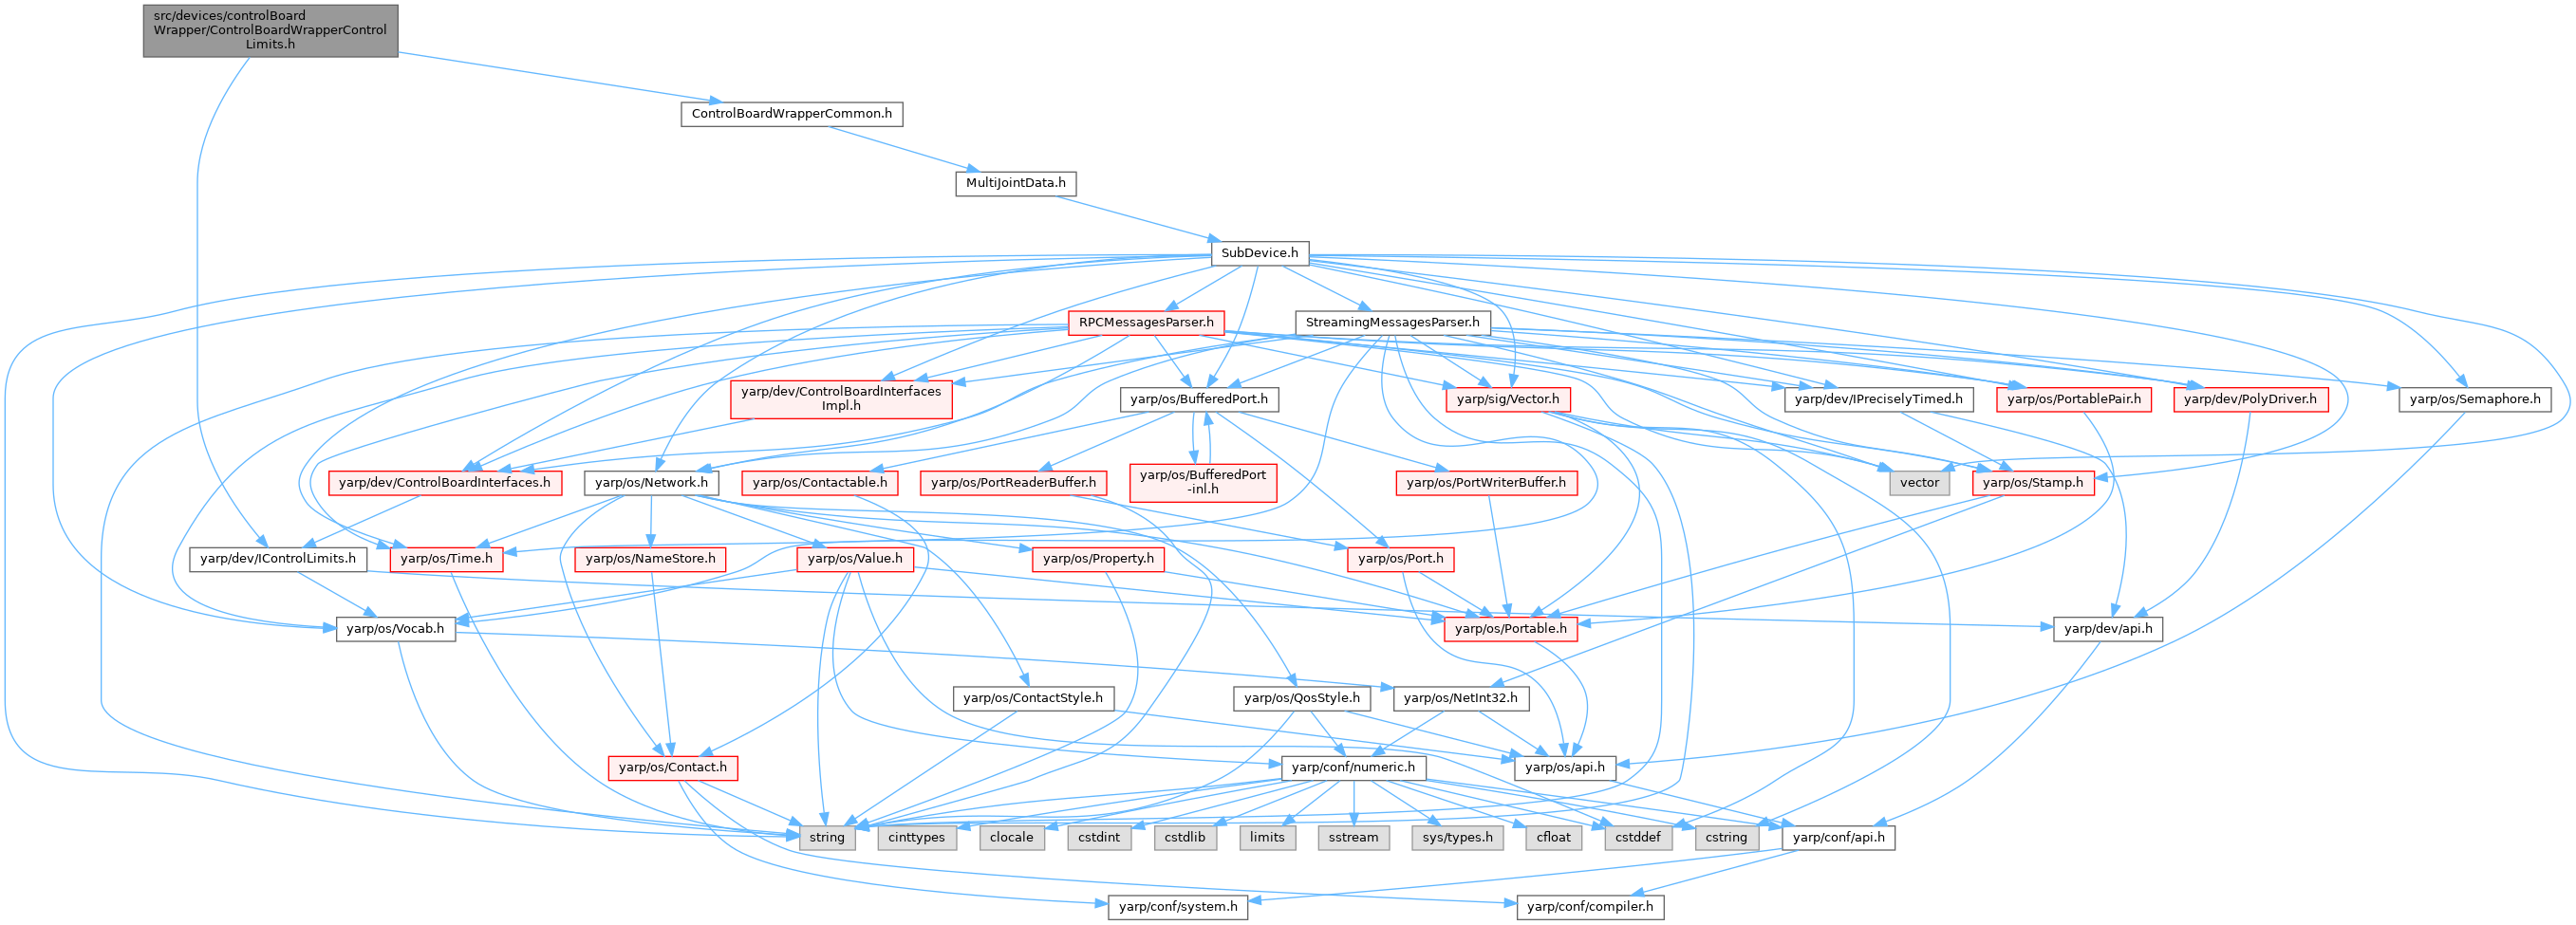 src/devices/controlBoard
Wrapper/ControlBoardWrapperControl
Limits.h
ControlBoardWrapperCommon.h
MultiJointData.h
SubDevice.h
RPCMessagesParser.h
StreamingMessagesParser.h
yarp/dev/ControlBoardInterfaces
Impl.h
yarp/os/BufferedPort.h
yarp/sig/Vector.h
yarp/dev/IPreciselyTimed.h
yarp/os/PortablePair.h
yarp/dev/PolyDriver.h
yarp/os/Semaphore.h
yarp/dev/ControlBoardInterfaces.h
yarp/os/Network.h
yarp/os/Contactable.h
yarp/os/PortReaderBuffer.h
yarp/os/BufferedPort
-inl.h
yarp/os/PortWriterBuffer.h
vector
yarp/os/Stamp.h
yarp/dev/IControlLimits.h
yarp/os/Time.h
yarp/os/NameStore.h
yarp/os/Value.h
yarp/os/Property.h
yarp/os/Port.h
yarp/os/Vocab.h
yarp/os/Portable.h
yarp/dev/api.h
yarp/os/ContactStyle.h
yarp/os/QosStyle.h
yarp/os/NetInt32.h
yarp/os/Contact.h
yarp/conf/numeric.h
yarp/os/api.h
string
cinttypes
clocale
cstdint
cstdlib
limits
sstream
sys/types.h
cfloat
cstddef
cstring
yarp/conf/api.h
yarp/conf/system.h
yarp/conf/compiler.h